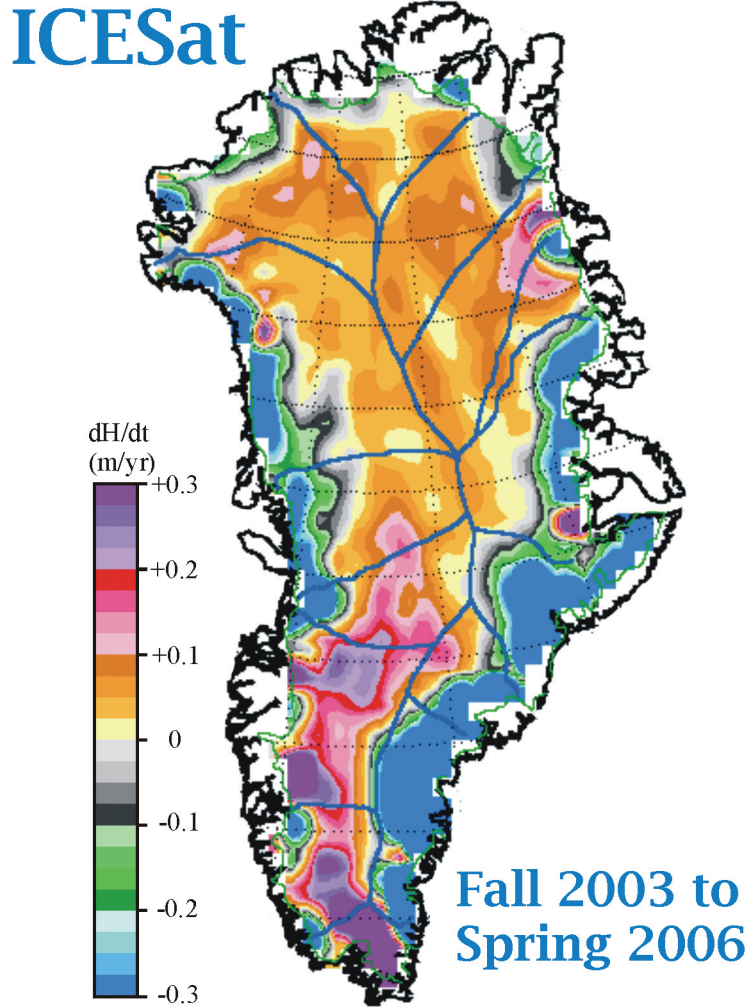 ICESat
dH/dt
(m/yr)
+0.3
+0.2
+0.1
0
-0.1
-0.2
-0.3
Fall 2003 to
Spring 2006